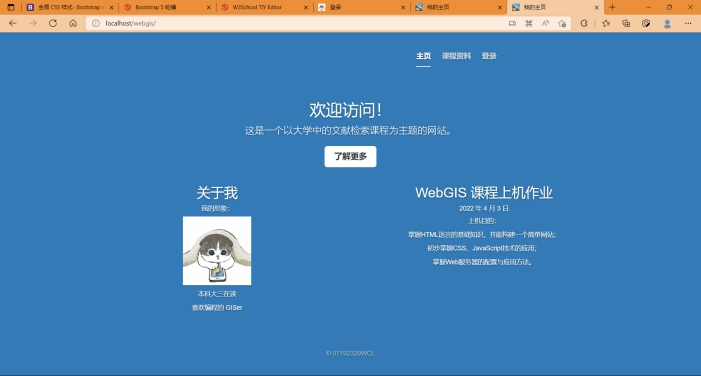 全局 CSS 样式 · Bootstrap
Bootstrap 5 轮播
W3School TIY Editor
登录
我的主页
我的主页
localhost/webgis/
主页 课程资料 登录
欢迎访问！
这是一个以大学中的文献检索课程为主题的网站。
了解更多
关于我
我的形象：
本科大三在读
喜欢编程的 GISer
WebGIS 课程上机作业
2022 年 4 月 3 日
上机目的：
掌握HTML语言的基础知识，并能构建一个简单网站；
初步掌握CSS、JavaScript技术的应用；
掌握Web服务器的配置与应用方法。
© 07192329WCL